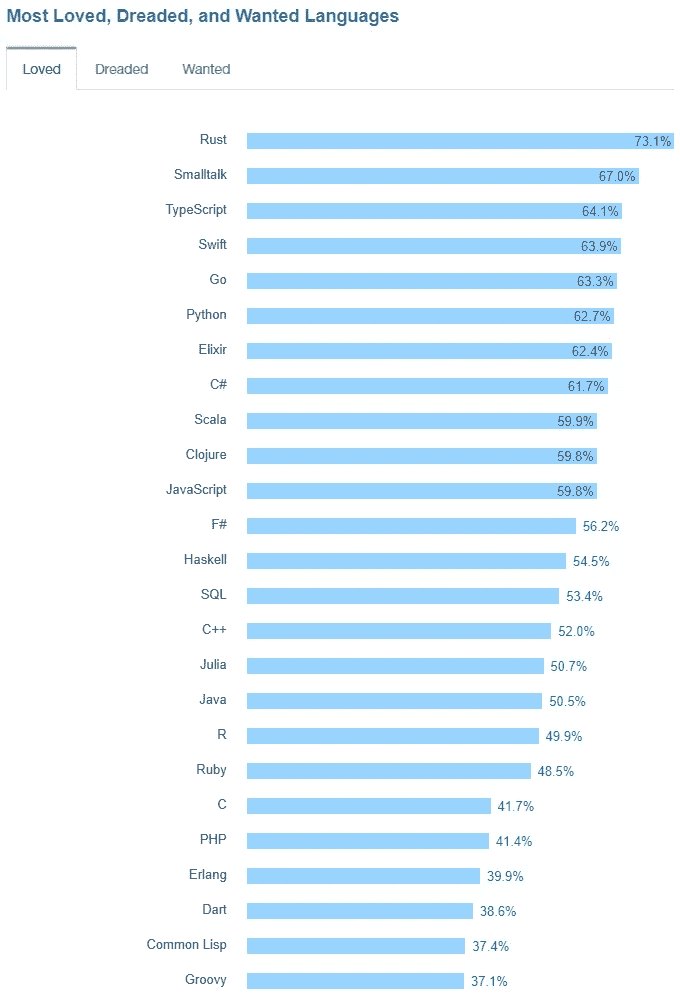 Most Loved, Dreaded, and Wanted Languages
Loved Dreaded Wanted
Rust 73.1%
Smalltalk 67.0%
TypeScript 64.1%
Swift 63.9%
Go 63.3%
Python 62.7%
Elixir 62.4%
C# 61.7%
Scala 59.9%
Clojure 59.8%
JavaScript 59.8%
F# 56.2%
Haskell 54.5%
SQL 53.4%
C++ 52.0%
Julia 50.7%
Java 50.5%
R 49.9%
Ruby 48.5%
C 41.7%
PHP 41.4%
Erlang 39.9%
Dart 38.6%
Common Lisp 37.4%
Groovy 37.1%